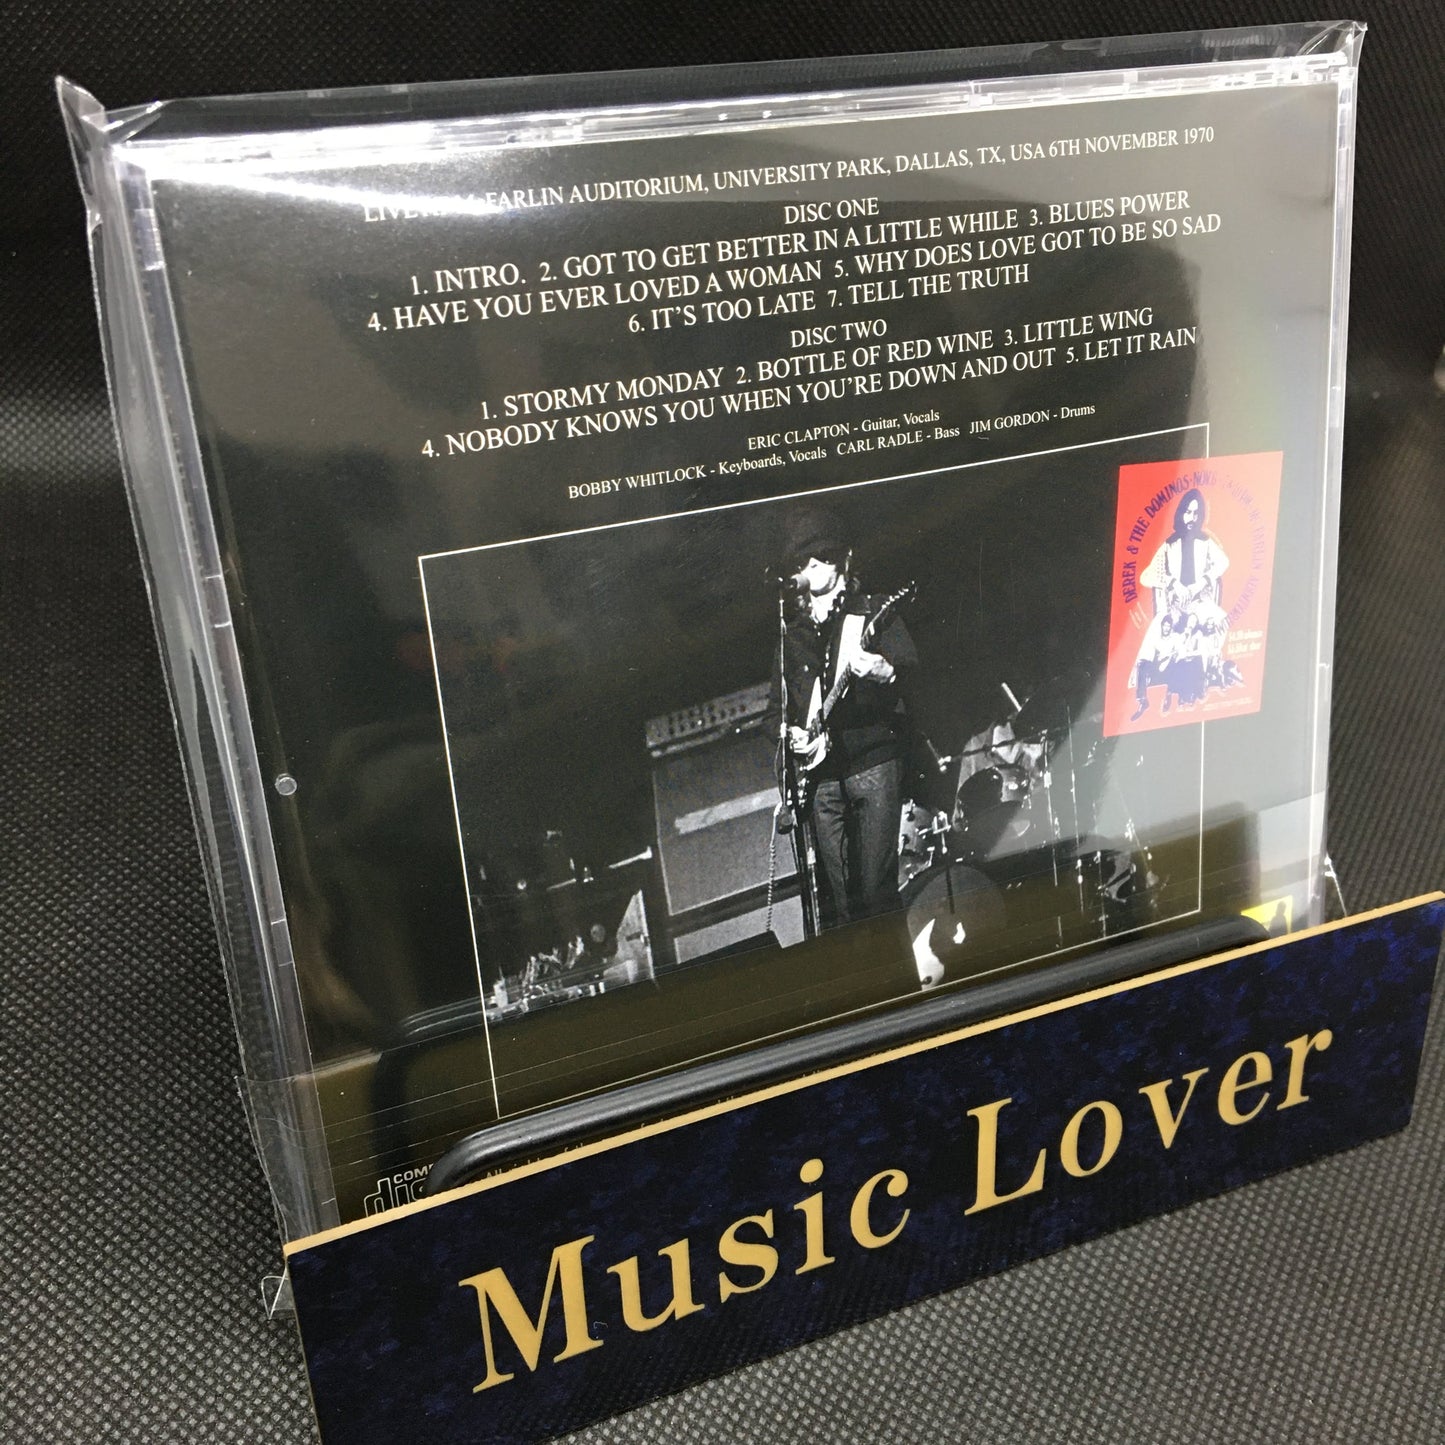 FARLIN AUDITORIUM, UNIVERSITY PARK, DALLAS, TX, USA 6TH NOVEMBER 1970
DISC ONE
1. INTRO. 2. GOT TO GET BETTER IN A LITTLE WHILE 3. BLUES POWER
4. HAVE YOU EVER LOVED A WOMAN 5. WHY DOES LOVE GOT TO BE SO SAD
6. IT'S TOO LATE 7. TELL THE TRUTH
DISC TWO
1. STORMY MONDAY 2. BOTTLE OF RED WINE 3. LITTLE WING
4. NOBODY KNOWS YOU WHEN YOU'RE DOWN AND OUT 5. LET IT RAIN
ERIC CLAPTON - Guitar, Vocals
BOBBY WHITLOCK - Keyboards, Vocals CARL RADLE - Bass JIM GORDON - Drums
DEREK & THE DOMINOS
Music Lover